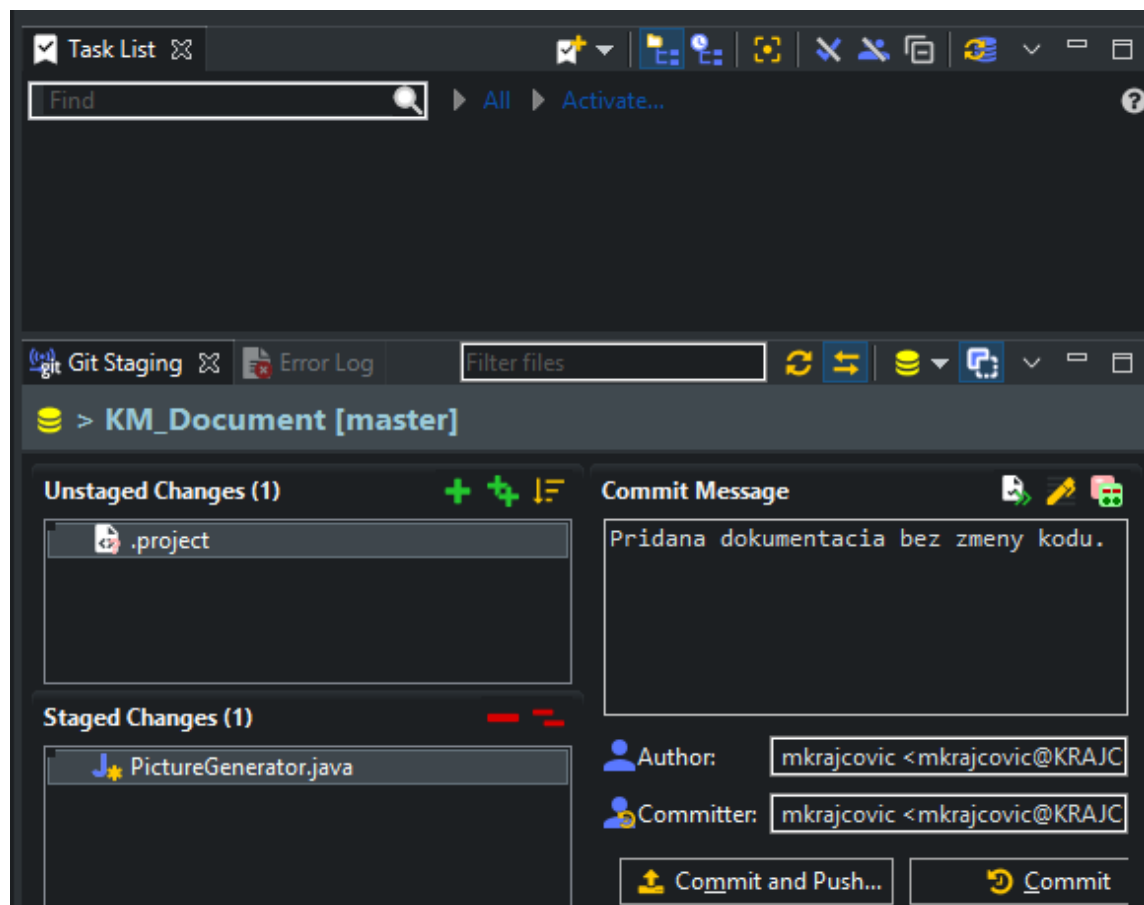 Task List
Find
All
Activate...
git Git Staging
Error Log
Filter files
> KM_Document [master]
Unstaged Changes (1)
.project
Staged Changes (1)
PictureGenerator.java
Commit Message
Pridana dokumentacia bez zmeny kodu.
Author:
mkrajcovic <mkrajcovic@KRAJC
Committer:
mkrajcovic <mkrajcovic@KRAJC
Commit and Push...
Commit